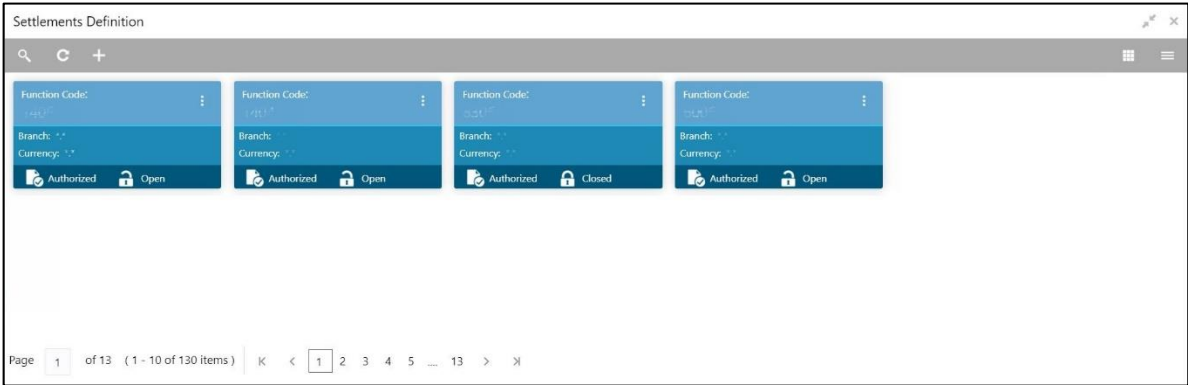 Settlements Definition
Function Code:
Function Code:
Function Code:
Function Code:
Branch: *.*
Branch:
Branch:
Branch:
Currency: *.*
Currency:
Currency:
Currency:
Authorized Open
Authorized Open
Authorized Closed
Authorized Open
Page 1 of 13 ( 1 - 10 of 130 items ) K < 1 2 3 4 5 ... 13 > >|